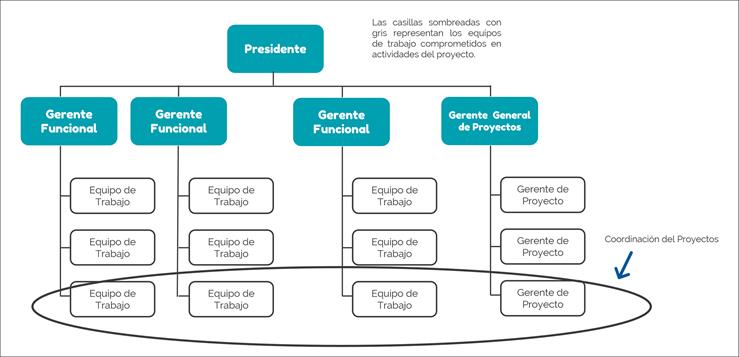 Las casillas sombreadas con
gris representan los equipos
de trabajo comprometidos en
actividades del proyecto.
Presidente
Gerente
Funcional
Gerente
Funcional
Gerente
Funcional
Gerente General
de Proyectos
Equipo de
Trabajo
Equipo de
Trabajo
Equipo de
Trabajo
Gerente de
Proyecto
Equipo de
Trabajo
Equipo de
Trabajo
Equipo de
Trabajo
Gerente de
Proyecto
Coordinación del Proyectos
Equipo de
Trabajo
Equipo de
Trabajo
Equipo de
Trabajo
Gerente de
Proyecto